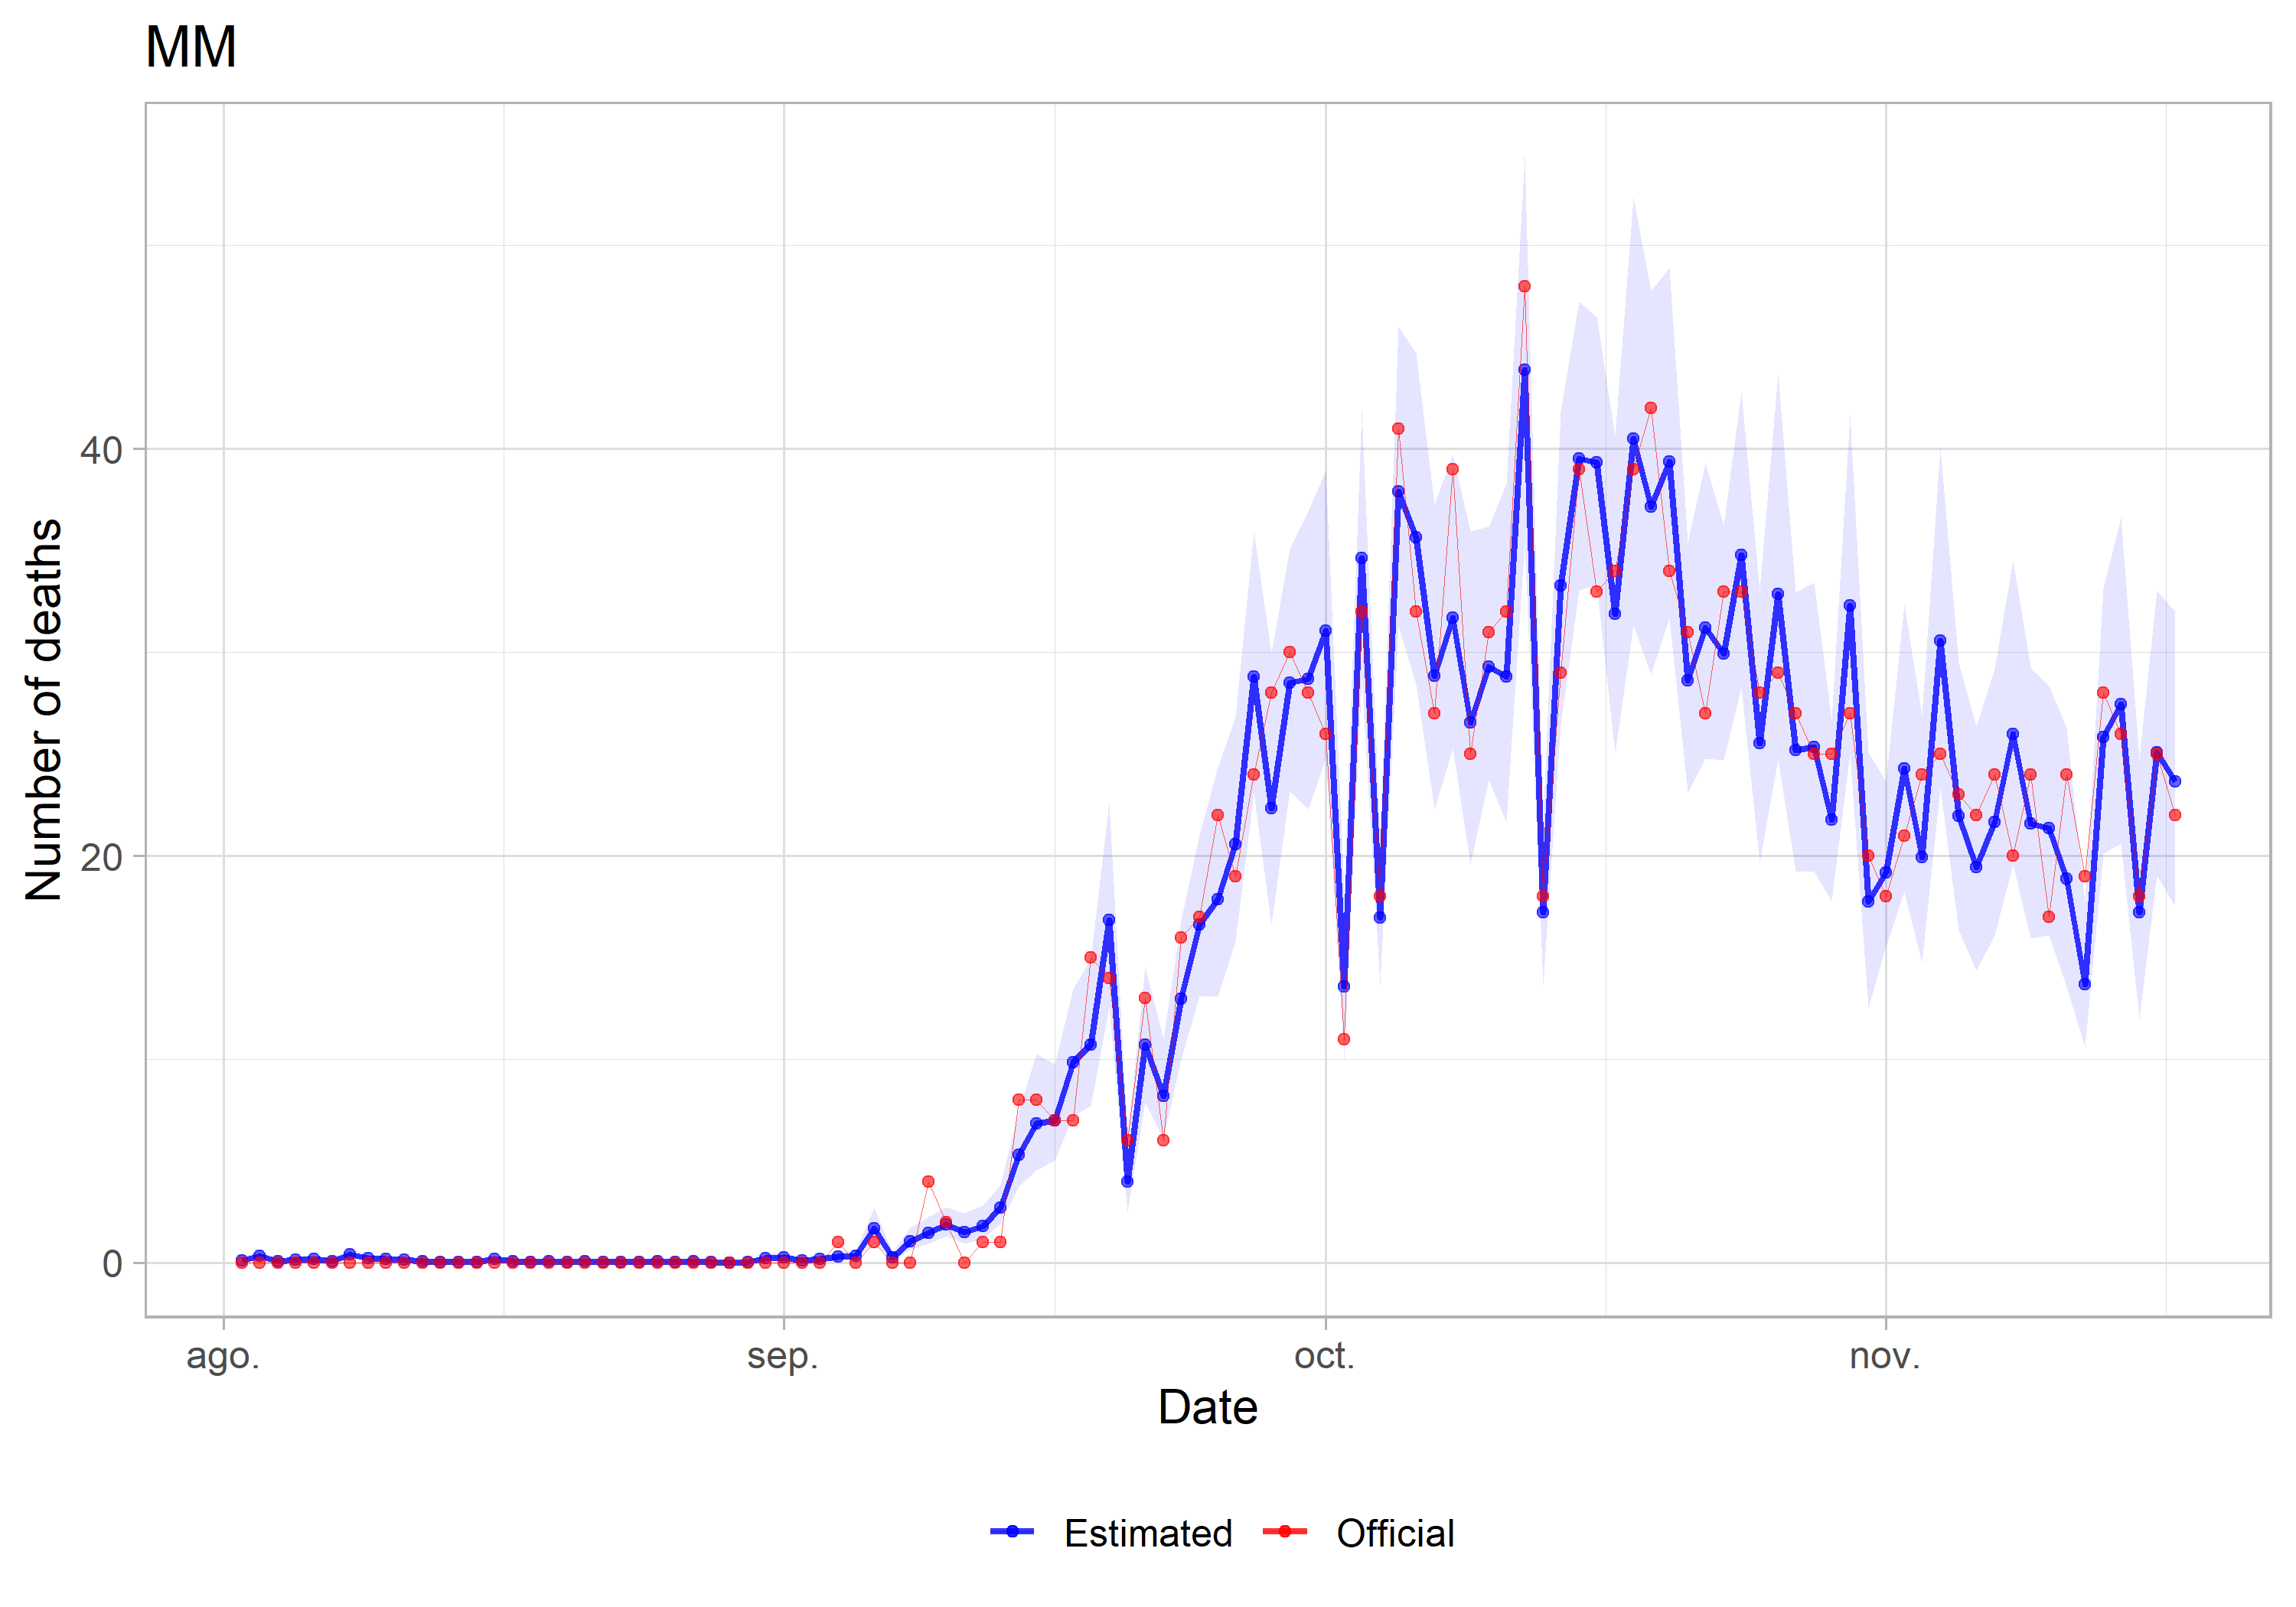 MM
Number of deaths
40
20
0
ago. sep. oct. nov.
Date
Estimated Official